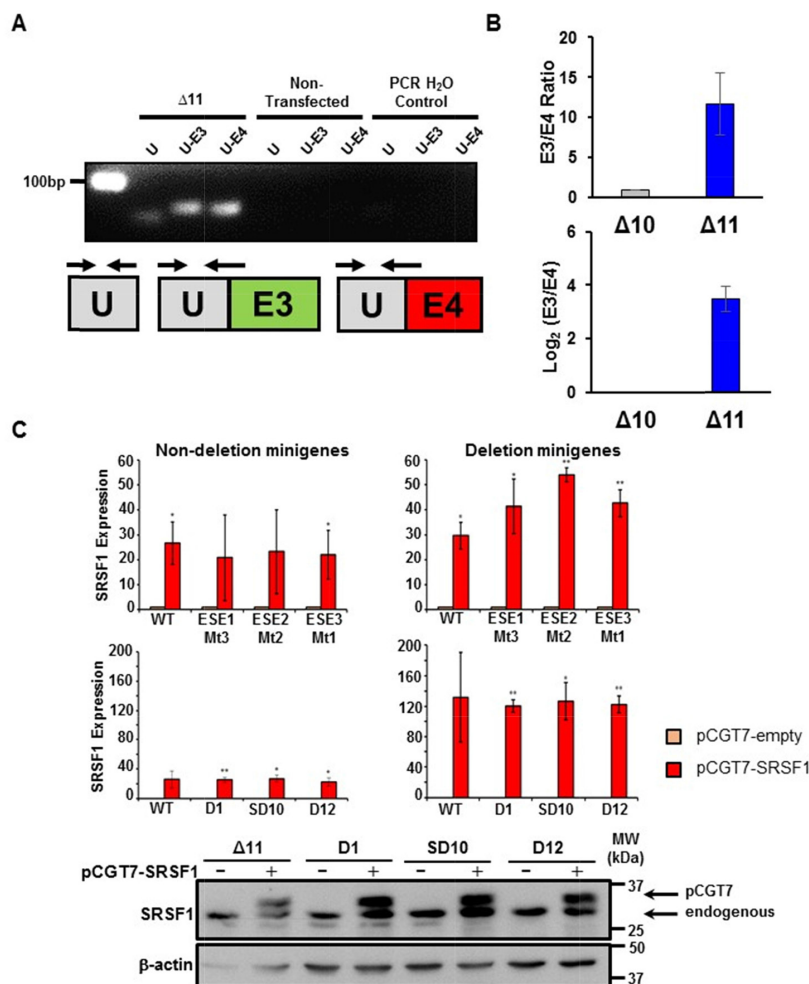 A
Δ11
Non-
Transfected
PCR H₂O
Control
U
U-E3
U-E4
U
U-E3
U-E4
U
U-E3
U-E4
100bp
U
U E3
U E4
B
E3/E4 Ratio
20
15
10
5
0
Δ10 Δ11
Log₂ (E3/E4)
6
4
2
0
Δ10 Δ11
C
Non-deletion minigenes
SRSF1 Expression
60
50
40
30
20
10
0
* *
WT ESE1 ESE2 ESE3
Mt3 Mt2 Mt1
Deletion minigenes
60
50
40
30
20
10
0
* * ** **
WT ESE1 ESE2 ESE3
Mt3 Mt2 Mt1
SRSF1 Expression
200
160
120
80
40
0
** * *
WT D1 SD10 D12
200
160
120
80
40
0
** * **
WT D1 SD10 D12
pCGT7-empty
pCGT7-SRSF1
Δ11 D1 SD10 D12
MW
(kDa)
pCGT7-SRSF1 − + − + − + − +
SRSF1
37
pCGT7
endogenous
25
β-actin
50
37